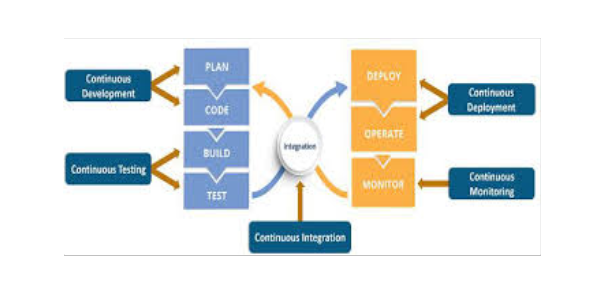 Continuous
Development
Continuous Testing
PLAN
CODE
BUILD
TEST
Integration
Continuous Integration
DEPLOY
OPERATE
MONITOR
Continuous
Deployment
Continuous
Monitoring